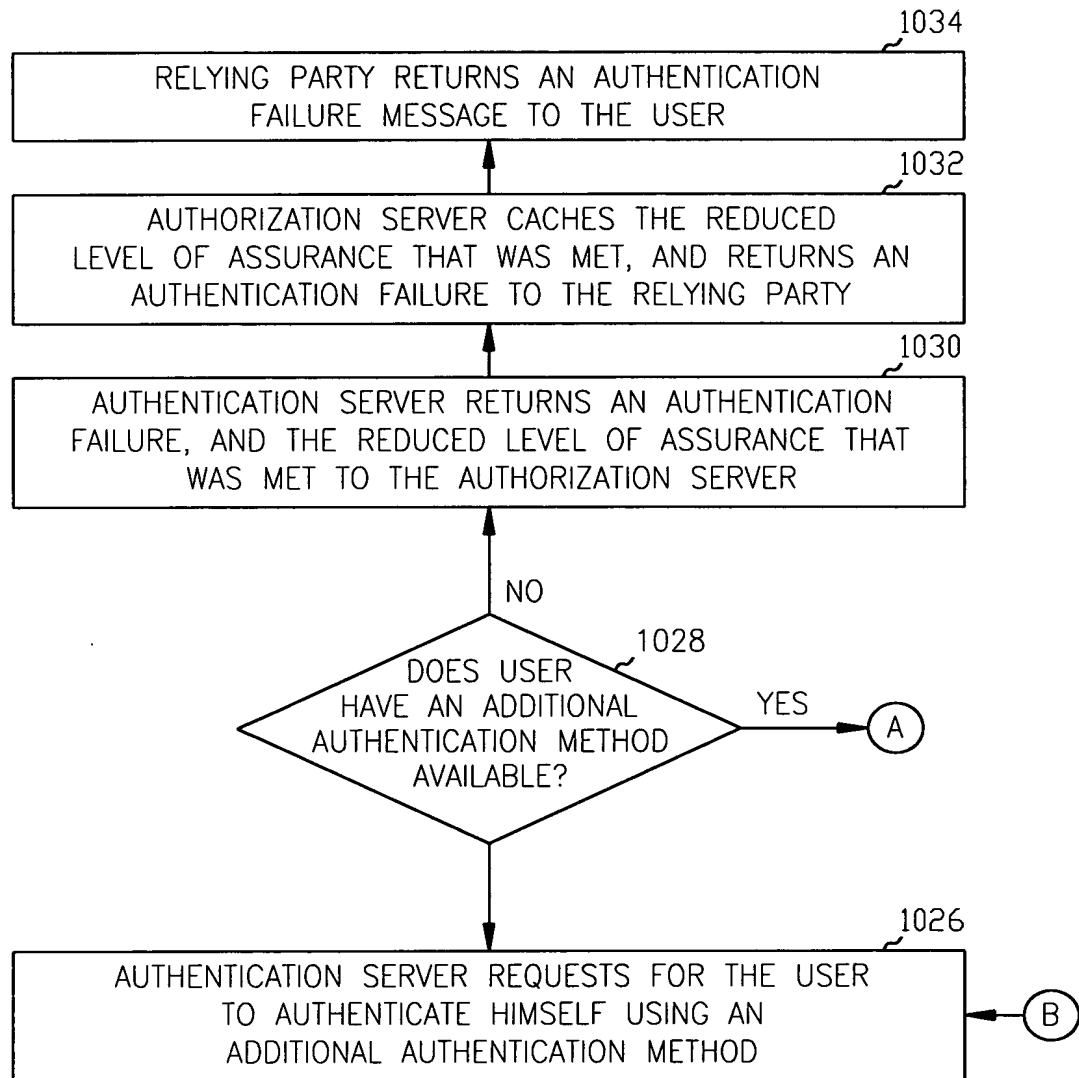 1034
RELYING PARTY RETURNS AN AUTHENTICATION
FAILURE MESSAGE TO THE USER
1032
AUTHORIZATION SERVER CACHES THE REDUCED
LEVEL OF ASSURANCE THAT WAS MET, AND RETURNS AN
AUTHENTICATION FAILURE TO THE RELYING PARTY
1030
AUTHENTICATION SERVER RETURNS AN AUTHENTICATION
FAILURE, AND THE REDUCED LEVEL OF ASSURANCE THAT
WAS MET TO THE AUTHORIZATION SERVER
NO
1028
DOES USER
HAVE AN ADDITIONAL
AUTHENTICATION METHOD
AVAILABLE?
YES
A
1026
AUTHENTICATION SERVER REQUESTS FOR THE USER
TO AUTHENTICATE HIMSELF USING AN
ADDITIONAL AUTHENTICATION METHOD
B